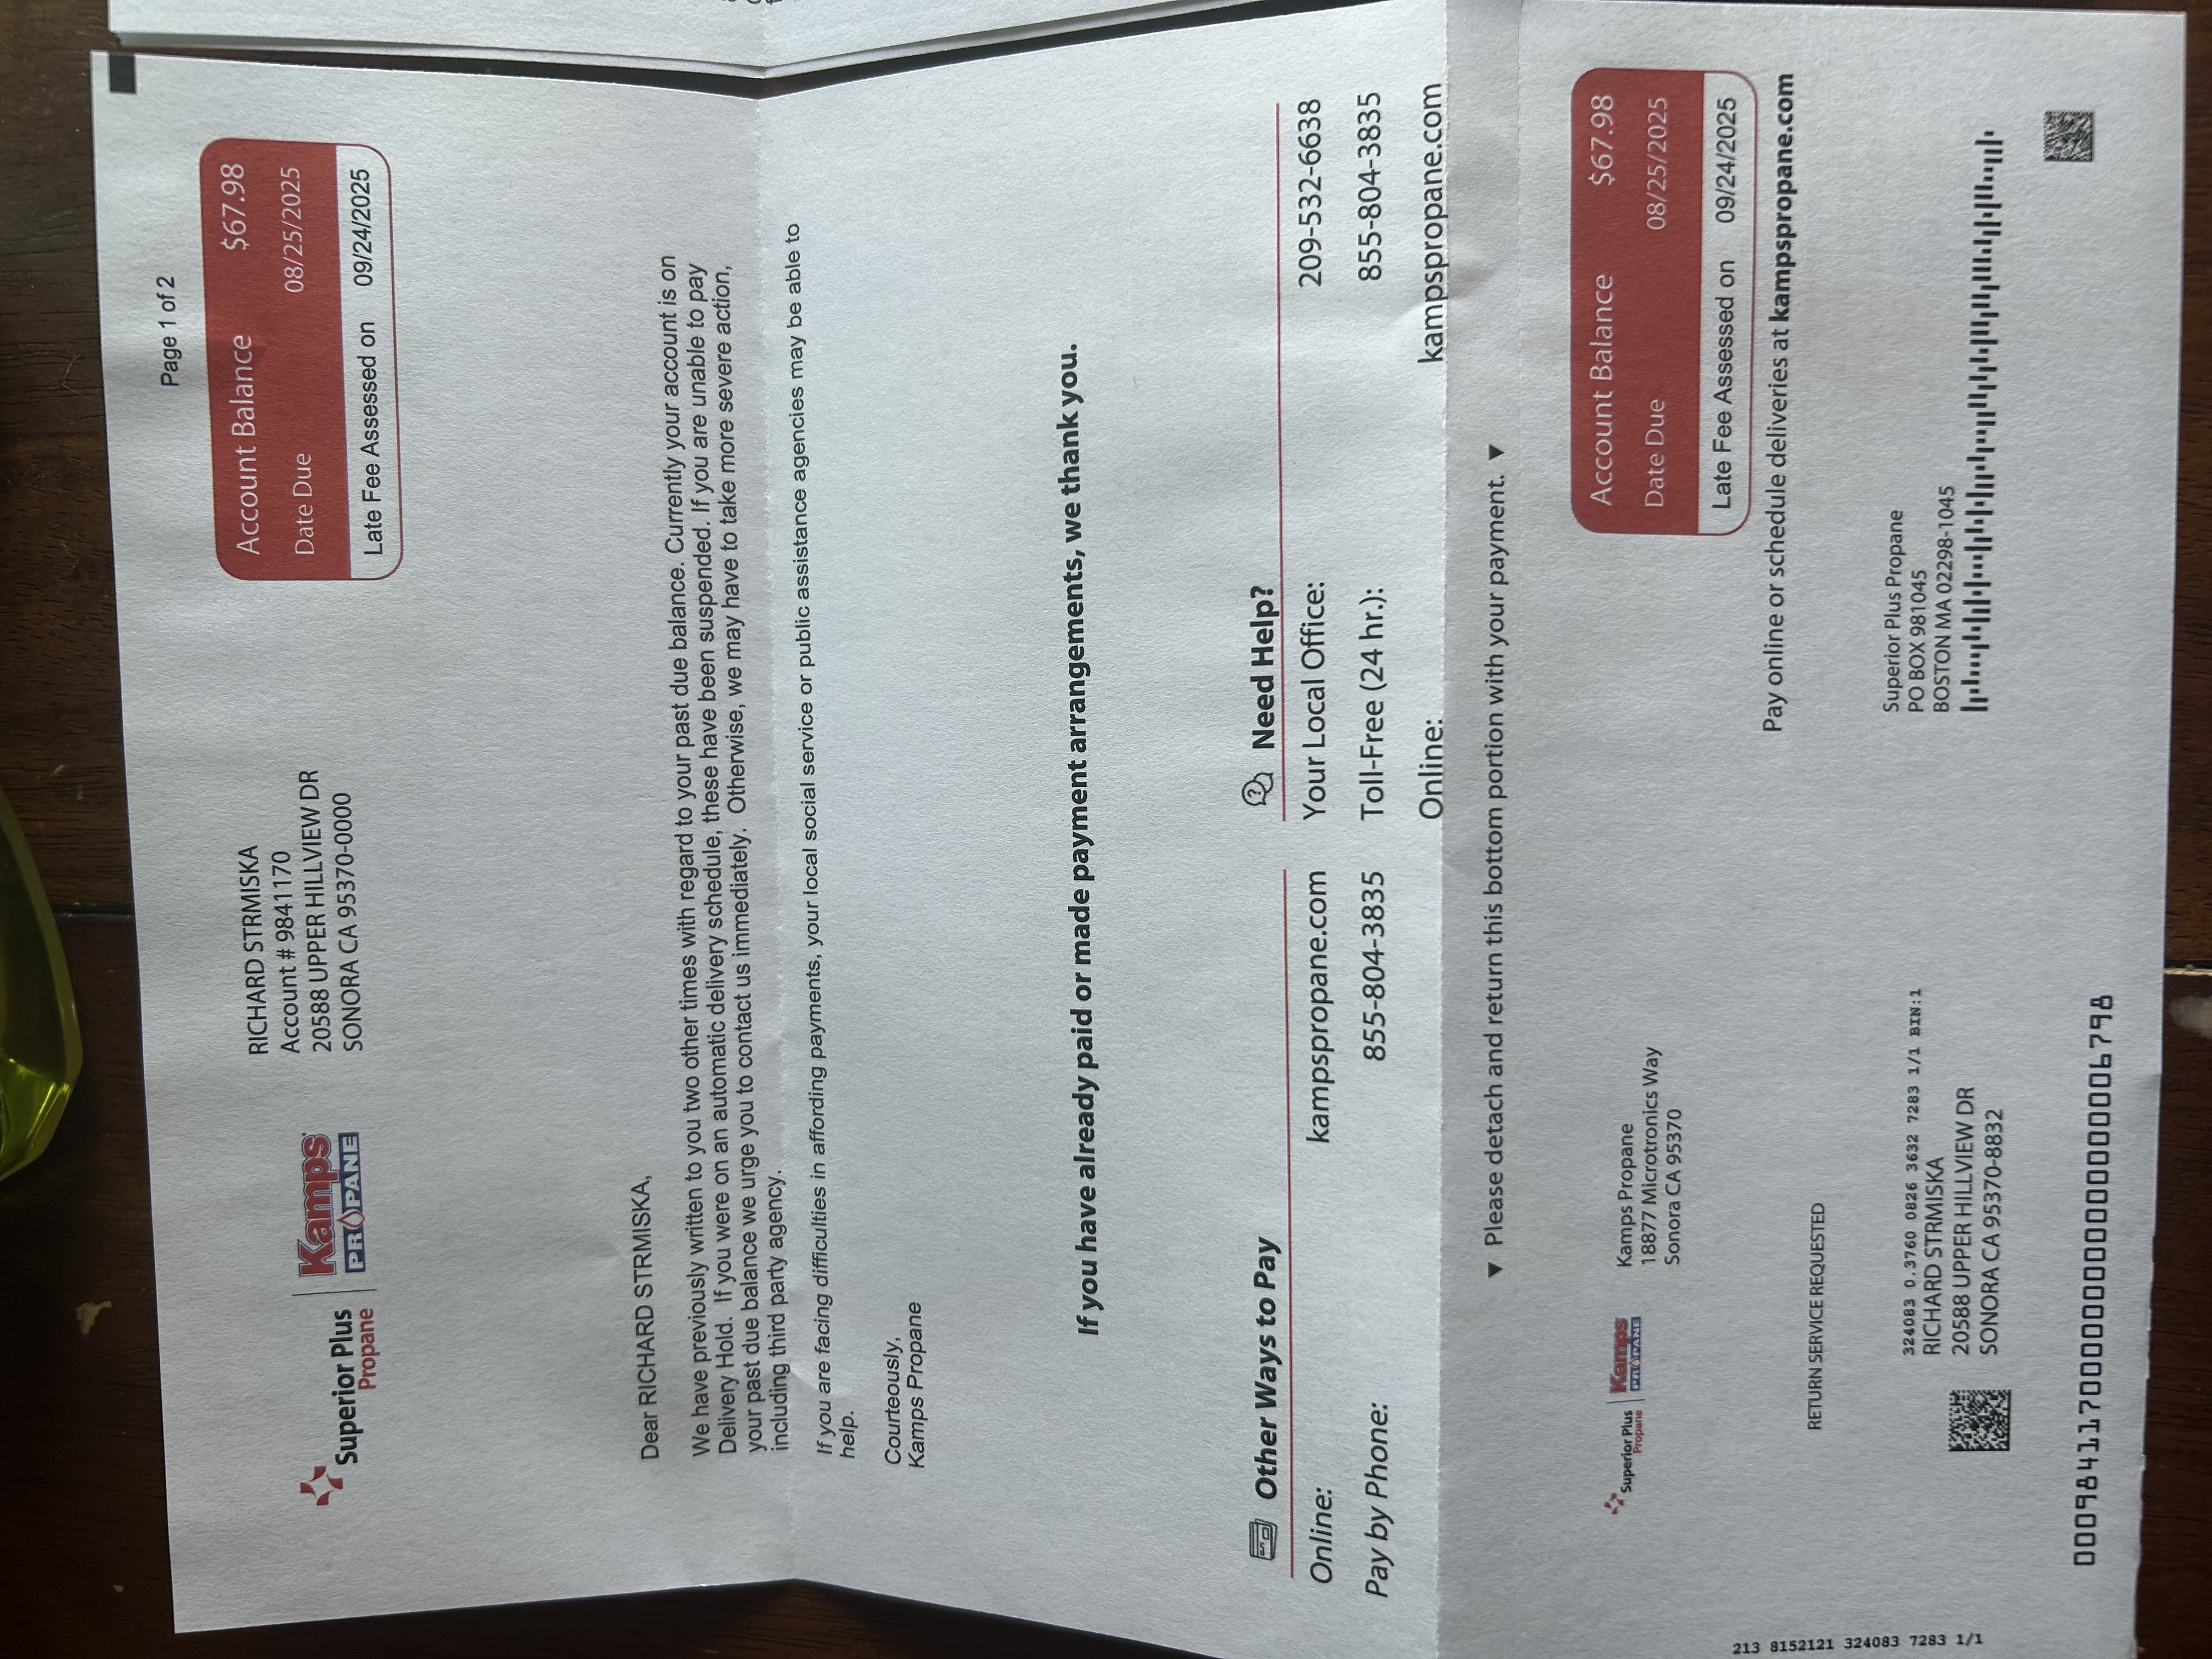 Page 1 of 2
Superior Plus
Propane
Kamps
PROPANE
RICHARD STRMISKA
Account # 9841170
20588 UPPER HILLVIEW DR
SONORA CA 95370-0000
Account Balance $67.98
Date Due 08/25/2025
Late Fee Assessed on 09/24/2025
Dear RICHARD STRMISKA,
We have previously written to you two other times with regard to your past due balance. Currently your account is on
Delivery Hold. If you were on an automatic delivery schedule, these have been suspended. If you are unable to pay
your past due balance we urge you to contact us immediately. Otherwise, we may have to take more severe action,
including third party agency.
If you are facing difficulties in affording payments, your local social service or public assistance agencies may be able to
help.
Courteously,
Kamps Propane
If you have already paid or made payment arrangements, we thank you.
Other Ways to Pay
Online: kampspropane.com
Pay by Phone: 855-804-3835
Need Help?
Your Local Office: 209-532-6638
Toll-Free (24 hr.): 855-804-3835
Online: kampspropane.com
▼ Please detach and return this bottom portion with your payment. ▼
Superior Plus
Propane
Kamps
PROPANE
Kamps Propane
18877 Microtronics Way
Sonora CA 95370
Account Balance $67.98
Date Due 08/25/2025
Late Fee Assessed on 09/24/2025
Pay online or schedule deliveries at kampspropane.com
RETURN SERVICE REQUESTED
213 8152121 324083 7283 1/1
324083 0.3760 0826 3632 7283 1/1 BIN:1
RICHARD STRMISKA
20588 UPPER HILLVIEW DR
SONORA CA 95370-8832
Superior Plus Propane
PO BOX 981045
BOSTON MA 02298-1045
00098411700000000000000000006798